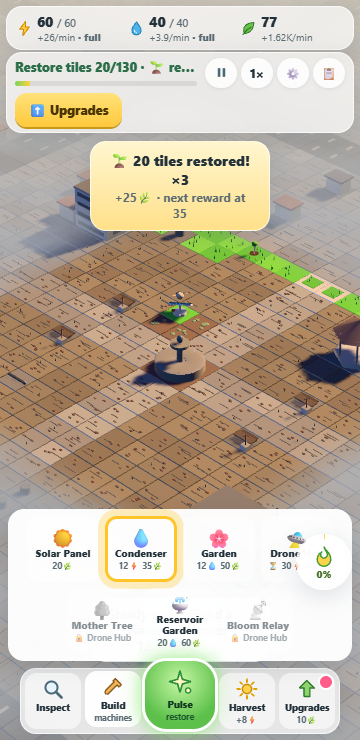 60 / 60
+26/min · full
40 / 40
+3.9/min · full
77
+1.62K/min
Restore tiles 20/130 · 🌱 re…
1×
Upgrades
🌱 20 tiles restored!
×3
+25🌿 · next reward at
35
Solar Panel
20🌿
Condenser
12⚡ 35🌿
Garden
12💧 50🌿
Drone
30⚡
0%
Mother Tree
🔒 Drone Hub
Reservoir
Garden
20💧 60🌿
Bloom Relay
🔒 Drone Hub
Inspect
Build
machines
Pulse
restore
Harvest
+8⚡
Upgrades
10🌿